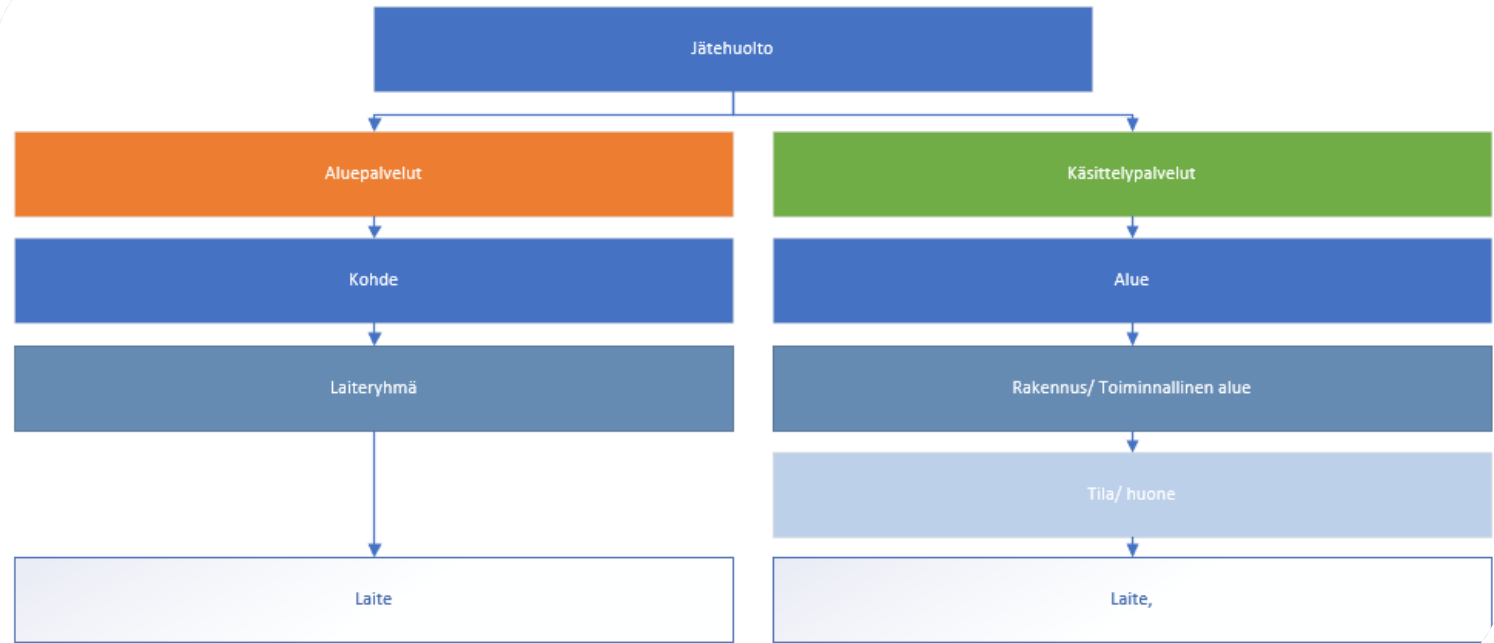 Jätehuolto
Aluepalvelut
Käsittelypalvelut
Kohde
Alue
Laiteryhmä
Rakennus/ Toiminnallinen alue
Tila/ huone
Laite
Laite,